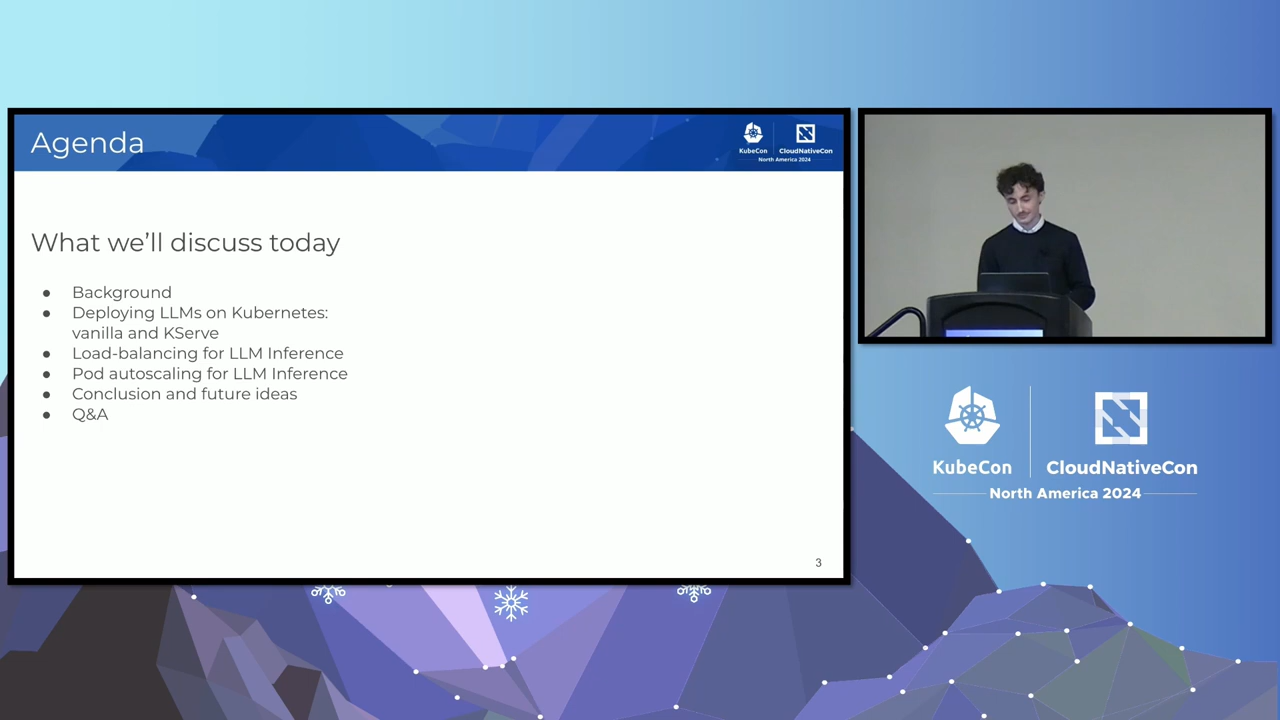 Agenda
KubeCon
CloudNativeCon
North America 2024
What we'll discuss today
● Background
● Deploying LLMs on Kubernetes:
vanilla and KServe
● Load-balancing for LLM Inference
● Pod autoscaling for LLM Inference
● Conclusion and future ideas
● Q&A
3
KubeCon
CloudNativeCon
North America 2024